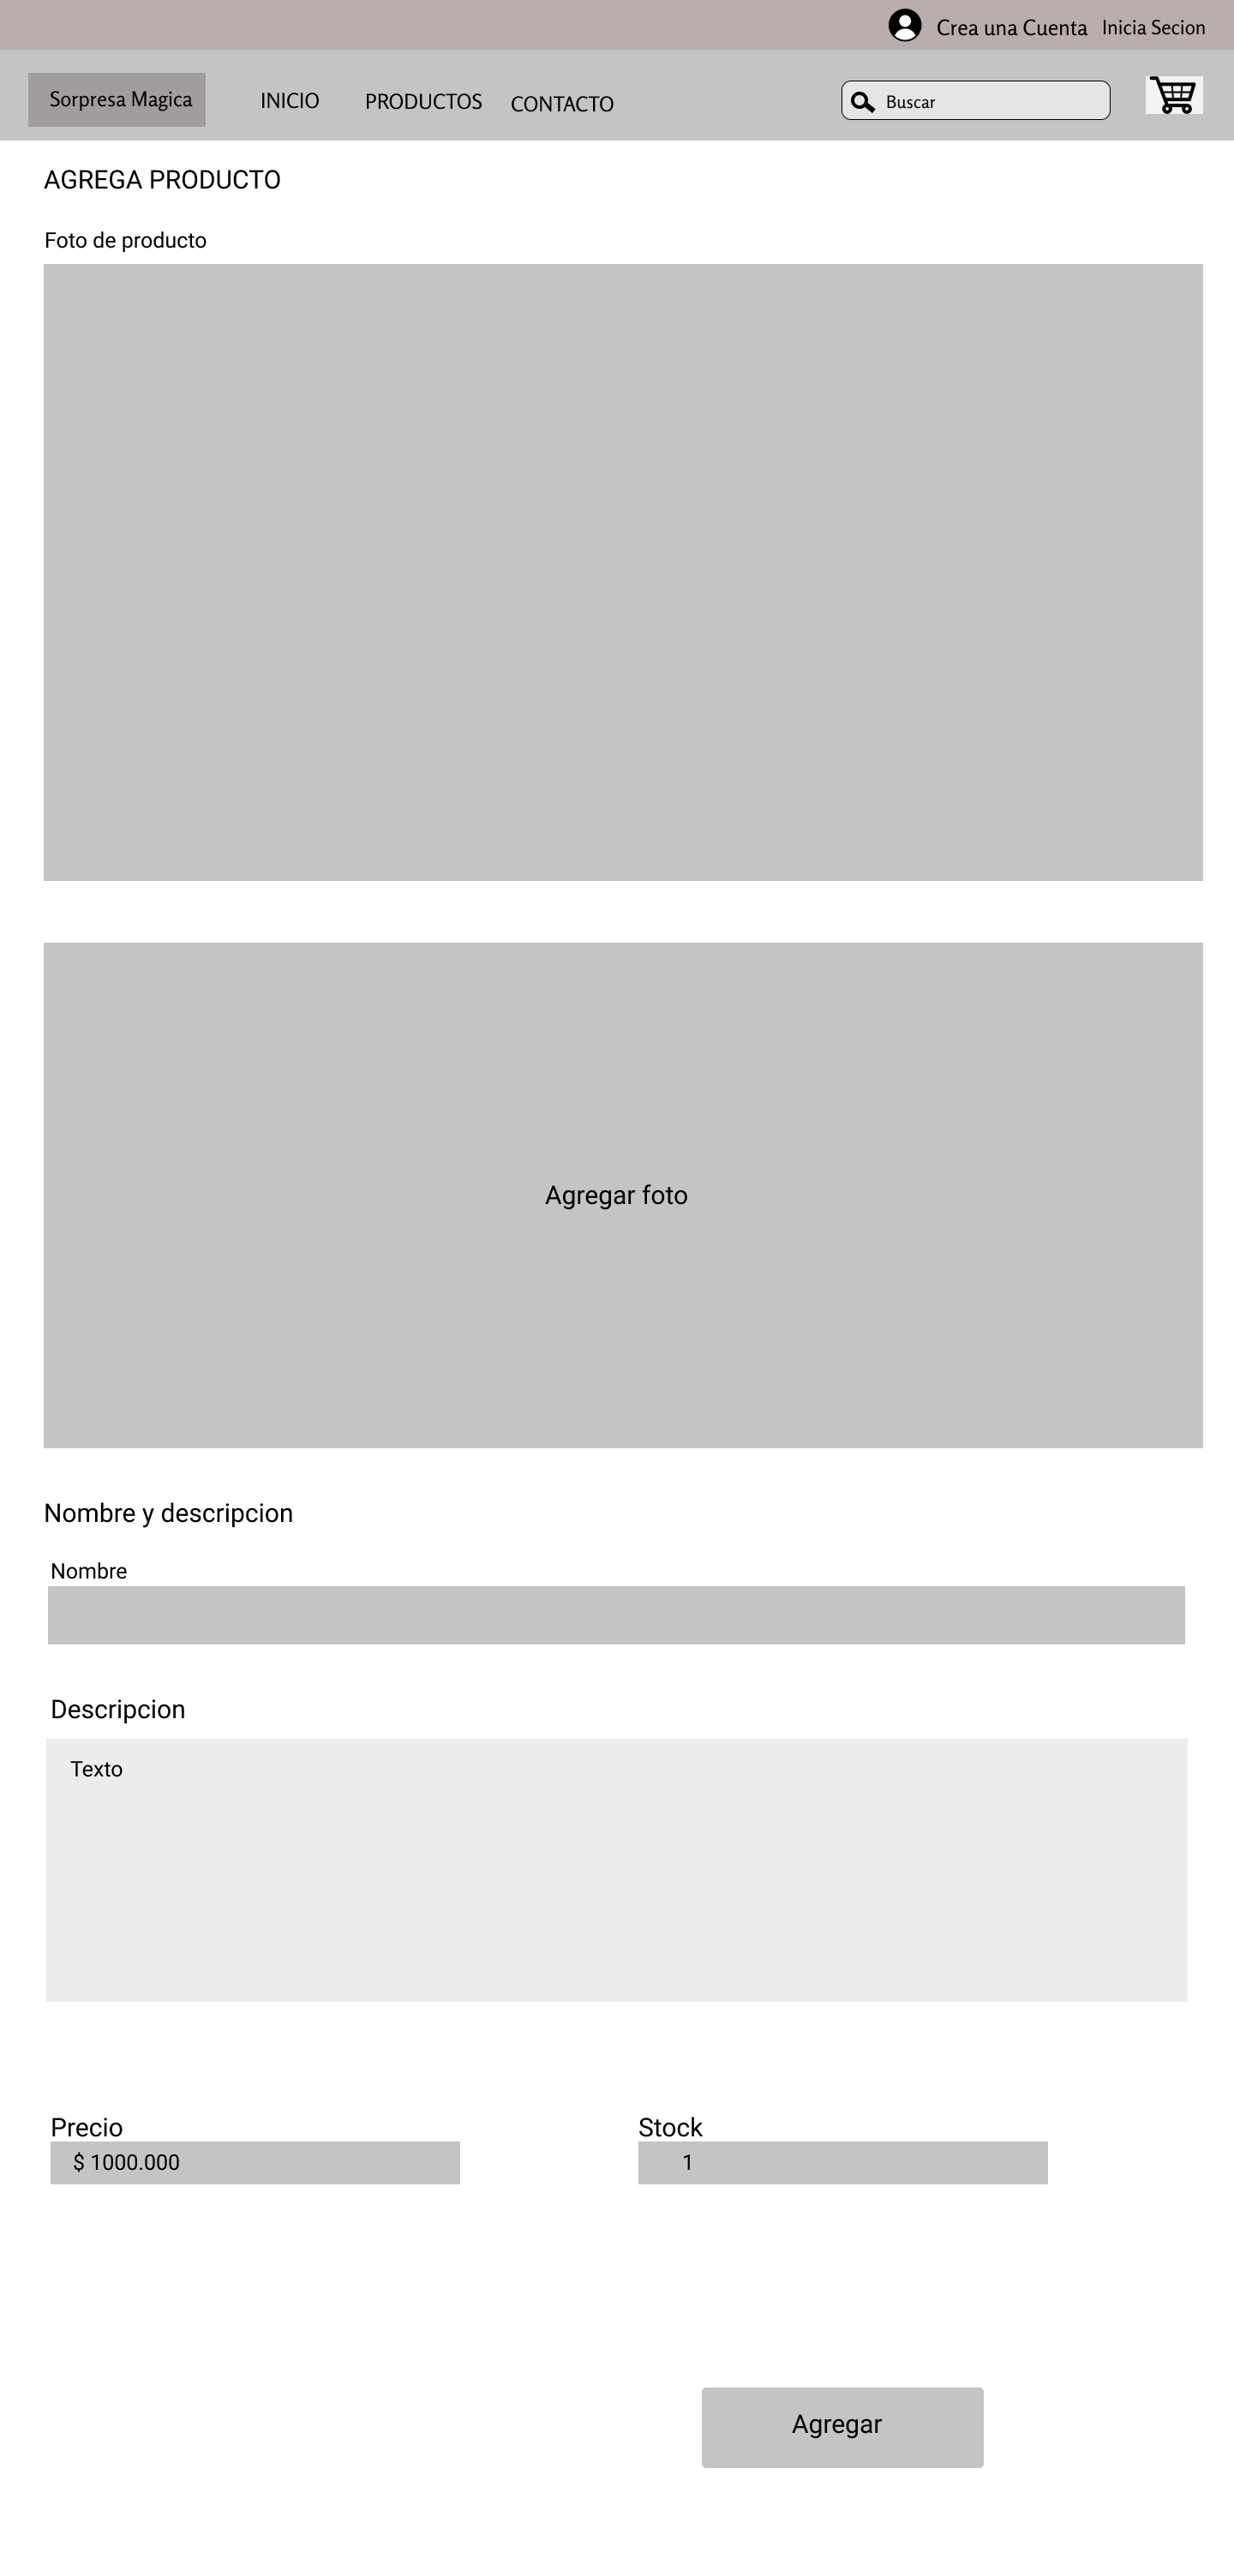 Crea una Cuenta Inicia Secion
Sorpresa Magica INICIO PRODUCTOS CONTACTO Buscar
AGREGA PRODUCTO
Foto de producto
Agregar foto
Nombre y descripcion
Nombre
Descripcion
Texto
Precio Stock
$ 1000.000 1
Agregar